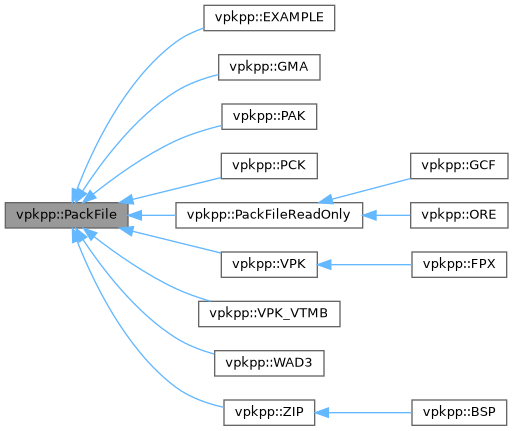 vpkpp::EXAMPLE
vpkpp::GMA
vpkpp::PAK
vpkpp::PCK
vpkpp::GCF
vpkpp::PackFile
vpkpp::PackFileReadOnly
vpkpp::ORE
vpkpp::VPK
vpkpp::FPX
vpkpp::VPK_VTMB
vpkpp::WAD3
vpkpp::ZIP
vpkpp::BSP